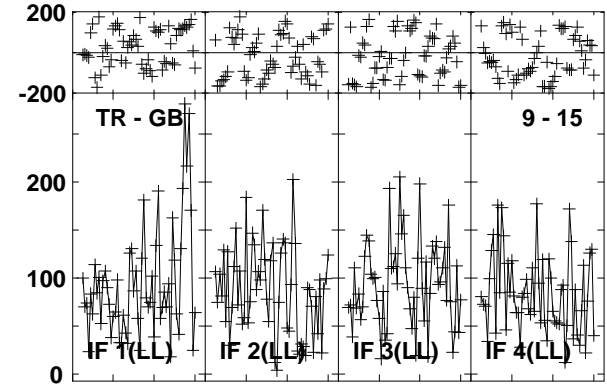 200
-200
TR - GB
9 - 15
200
100
0
IF 1(LL)
IF 2(LL)
IF 3(LL)
IF 4(LL)